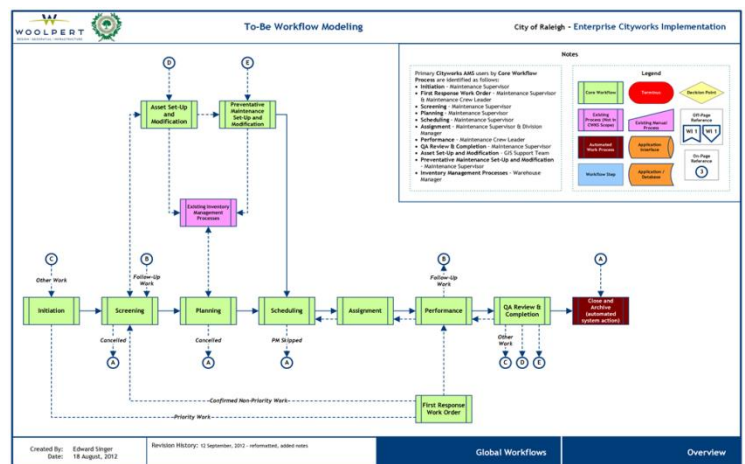 WOOLPERT
DESIGN | GEOSPATIAL | INFRASTRUCTURE
To-Be Workflow Modeling
City of Raleigh - Enterprise Cityworks Implementation
Notes
Primary Cityworks AMS users by Core Workflow
Process are identified as follows:
• Initiation - Maintenance Supervisor
• First Response Work Order - Maintenance Supervisor
& Maintenance Crew Leader
• Screening - Maintenance Supervisor
• Planning - Maintenance Supervisor
• Scheduling - Maintenance Supervisor
• Assignment - Maintenance Supervisor & Division
Manager
• Performance - Maintenance Crew Leader
• QA Review & Completion - Maintenance Supervisor
• Asset Set-Up and Modification - GIS Support Team
• Preventative Maintenance Set-Up and Modification
- Maintenance Supervisor
• Inventory Management Processes - Warehouse
Manager
Legend
Core Workflow
Terminus
Decision Point
Existing
Process (Not in
CWMG Scope)
Existing Manual
Process
Off-Page
Reference
WI 1
WI 1
Automated
Work Process
Application
Interface
Workflow Step
Application /
Database
On-Page
Reference
3
D
E
Asset Set-Up
and
Modification
Preventative
Maintenance
Set-Up and
Modification
Existing Inventory
Management
Processes
C
Other Work
B
Follow-Up
Work
B
Follow-Up
Work
A
Initiation
Screening
Planning
Scheduling
Assignment
Performance
QA Review &
Completion
Close and
Archive
(automated
system action)
Cancelled
A
Cancelled
A
PM Skipped
A
Other
Work
C
D
E
Confirmed Non-Priority Work
Priority Work
First Response
Work Order
Created By: Edward Singer
Date: 18 August, 2012
Revision History: 12 September, 2012 - reformatted, added notes
Global Workflows
Overview